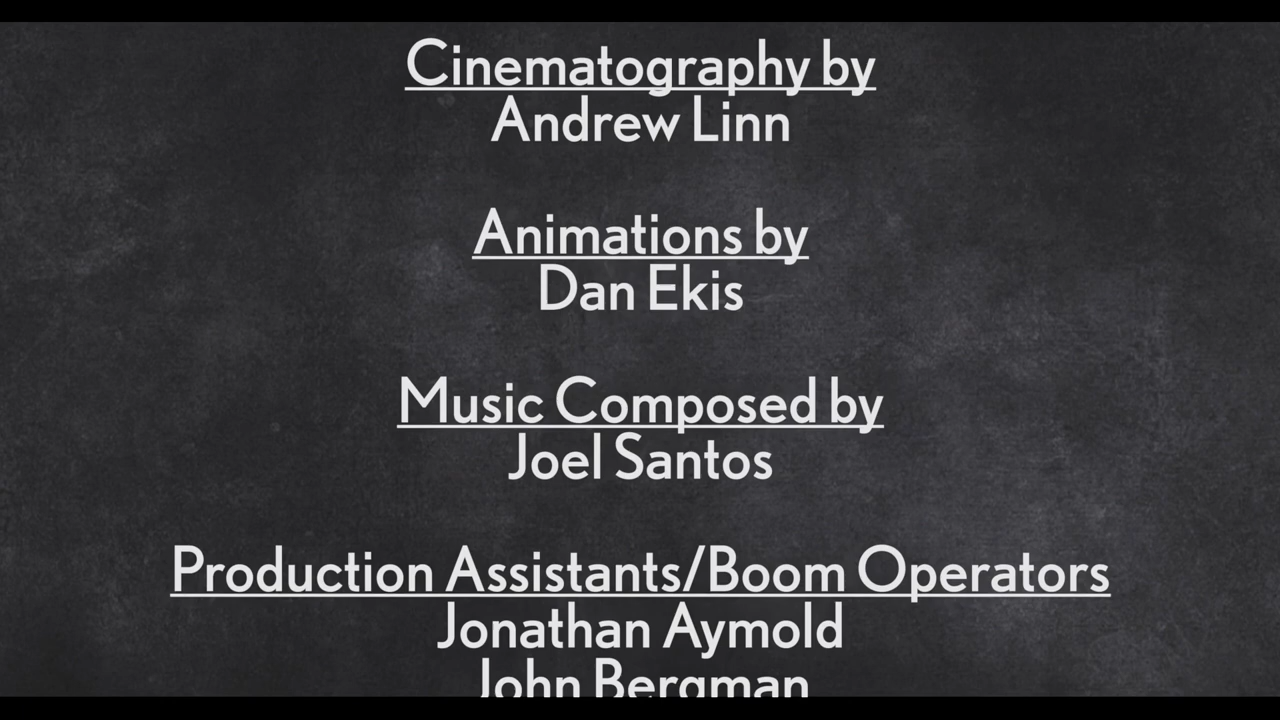 Cinematography by
Andrew Linn
Animations by
Dan Ekis
Music Composed by
Joel Santos
Production Assistants/Boom Operators
Jonathan Aymold
John Bergman